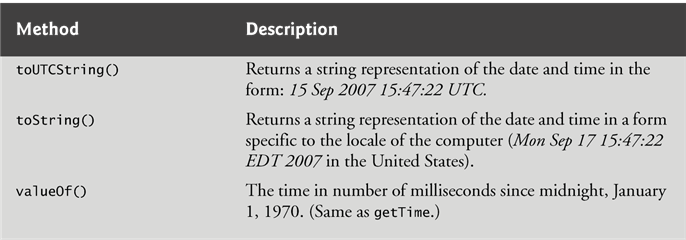 Method Description
toUTCString() Returns a string representation of the date and time in the
form: 15 Sep 2007 15:47:22 UTC.
toString() Returns a string representation of the date and time in a form
specific to the locale of the computer (Mon Sep 17 15:47:22
EDT 2007 in the United States).
valueOf() The time in number of milliseconds since midnight, January
1, 1970. (Same as getTime.)